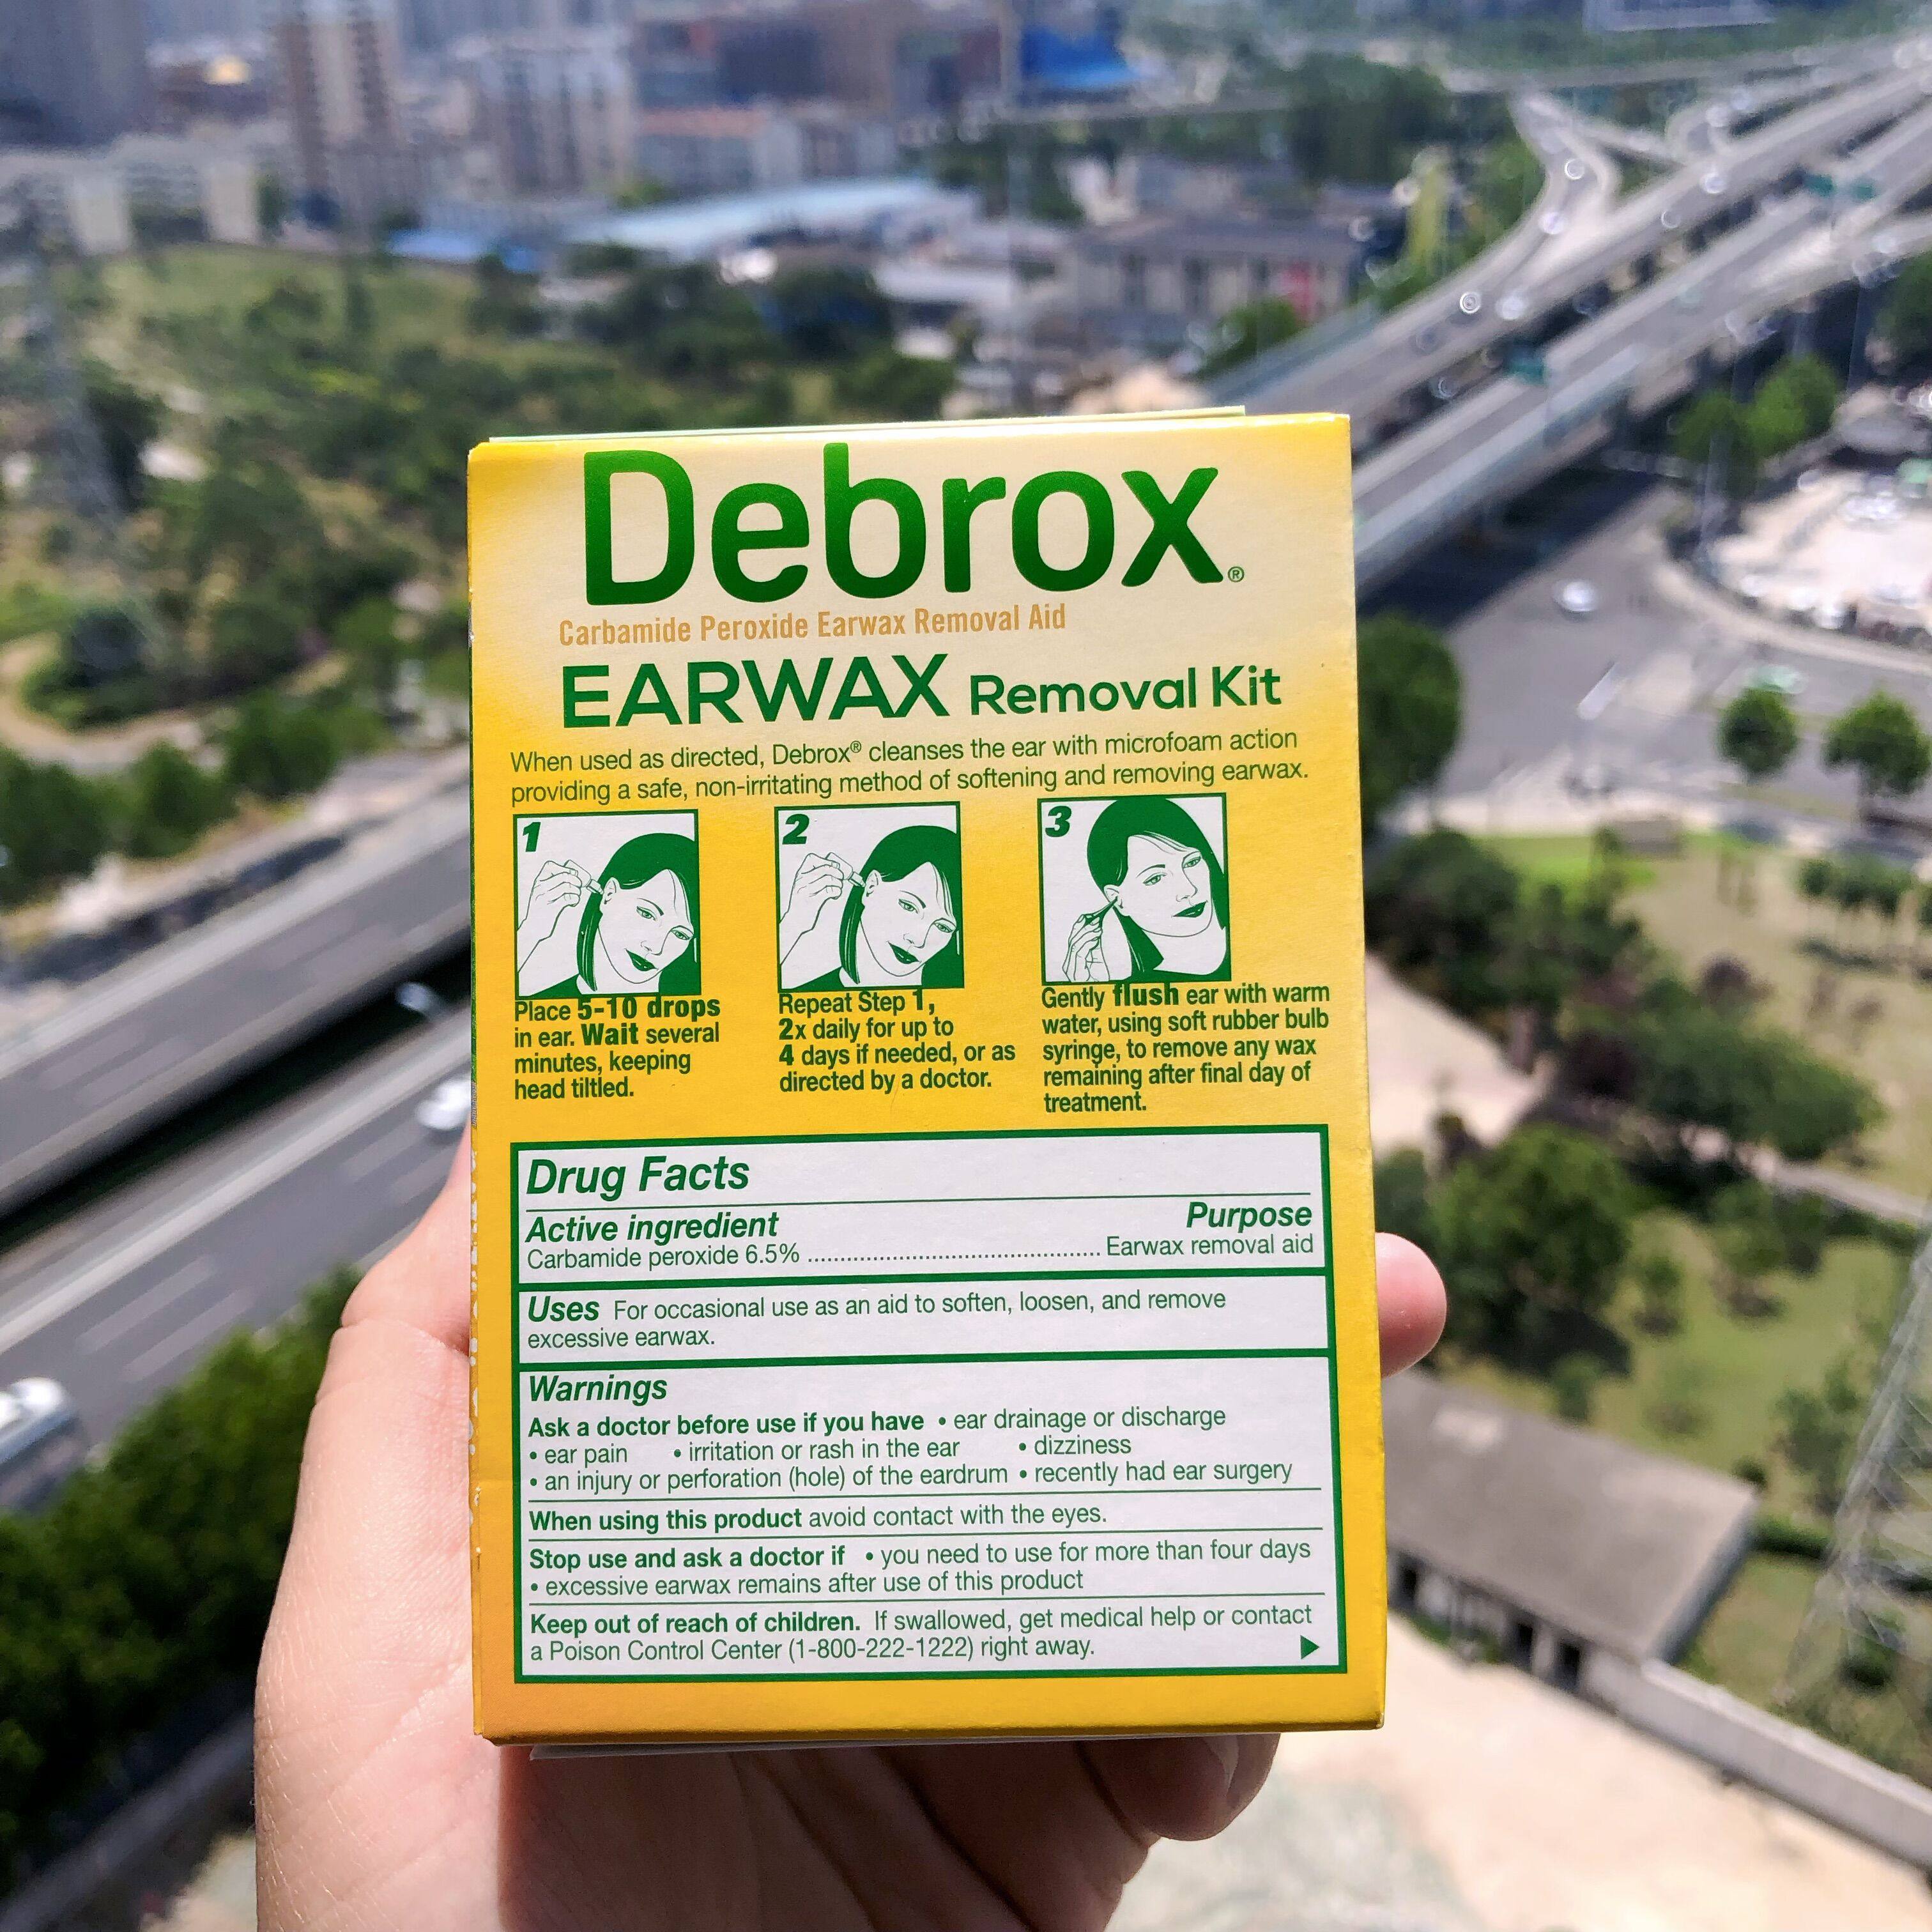 Debrox®
Carbamide Peroxide Earwax Removal Aid
EARWAX Removal Kit
When used as directed, Debrox® cleanses the ear with microfoam action
providing a safe, non-irritating method of softening and removing earwax.
1
Place 5-10 drops
in ear. Wait several
minutes, keeping
head tiltled.
2
Repeat Step 1,
2x daily for up to
4 days if needed, or as
directed by a doctor.
3
Gently flush ear with warm
water, using soft rubber bulb
syringe, to remove any wax
remaining after final day of
treatment.
Drug Facts
Active ingredient Purpose
Carbamide peroxide 6.5% ............................................ Earwax removal aid
Uses For occasional use as an aid to soften, loosen, and remove
excessive earwax.
Warnings
Ask a doctor before use if you have • ear drainage or discharge
• ear pain • irritation or rash in the ear • dizziness
• an injury or perforation (hole) of the eardrum • recently had ear surgery
When using this product avoid contact with the eyes.
Stop use and ask a doctor if • you need to use for more than four days
• excessive earwax remains after use of this product
Keep out of reach of children. If swallowed, get medical help or contact
a Poison Control Center (1-800-222-1222) right away.